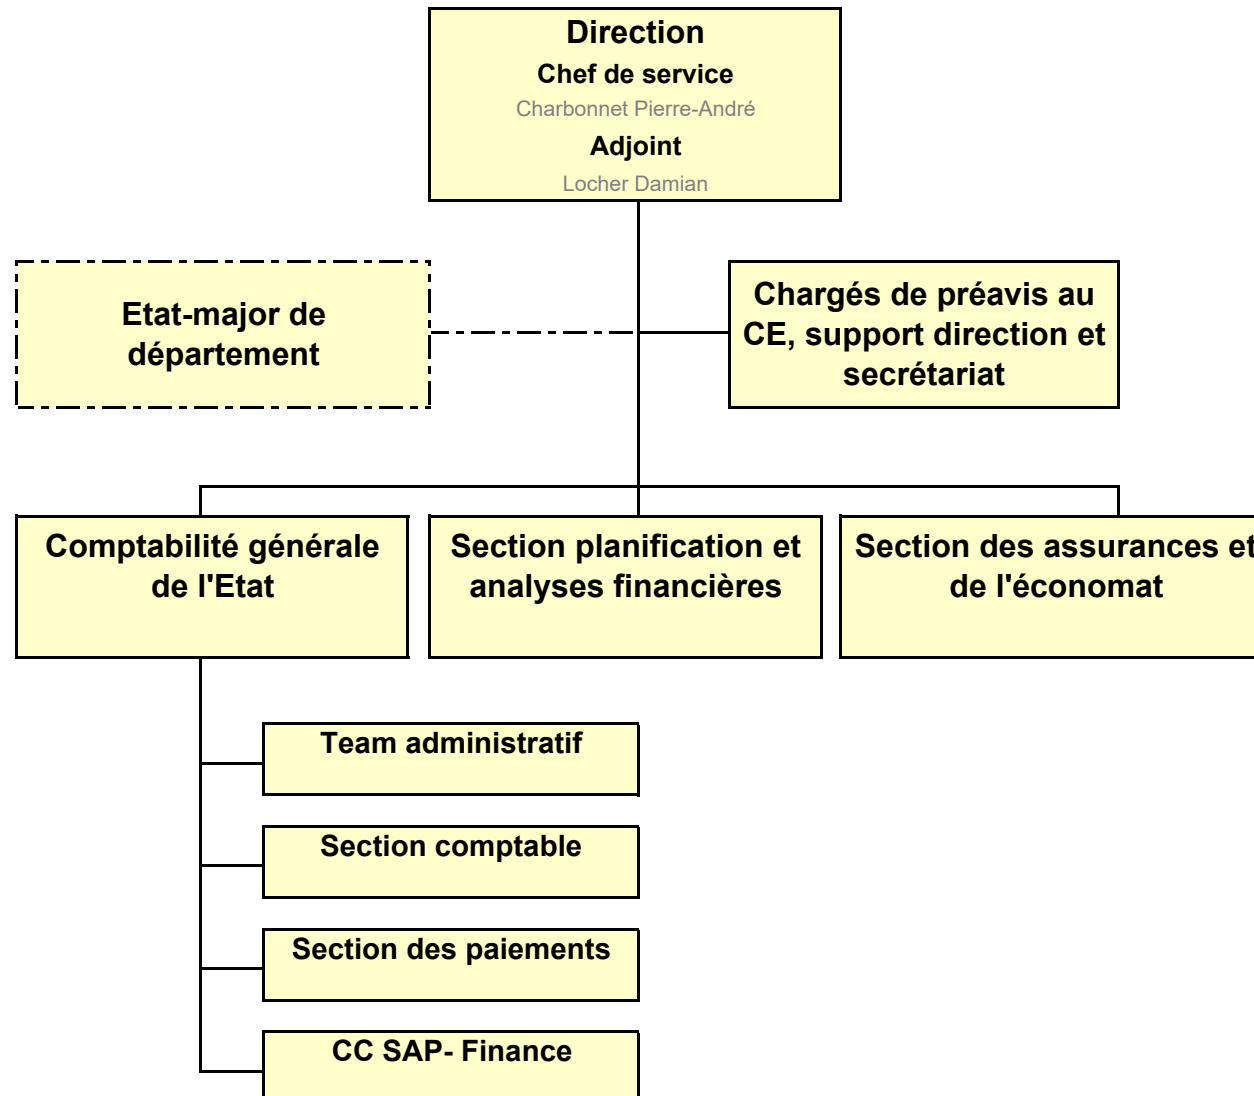 Direction
Chef de service
Charbonnet Pierre-André
Adjoint
Locher Damian
Etat-major de
département
Chargés de préavis au
CE, support direction et
secrétariat
Comptabilité générale
de l'Etat
Section planification et
analyses financières
Section des assurances et
de l'économat
Team administratif
Section comptable
Section des paiements
CC SAP- Finance